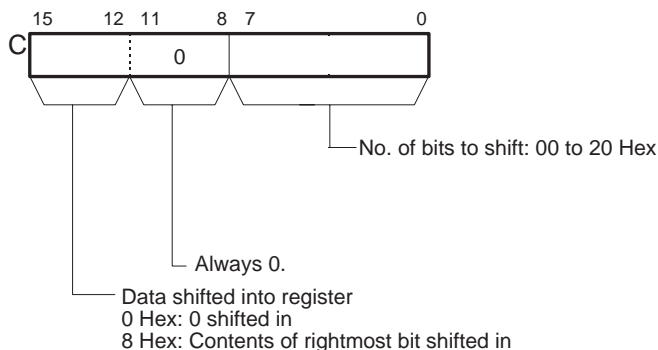 15 12 11 8 7 0
C
0
No. of bits to shift: 00 to 20 Hex
Always 0.
Data shifted into register
0 Hex: 0 shifted in
8 Hex: Contents of rightmost bit shifted in